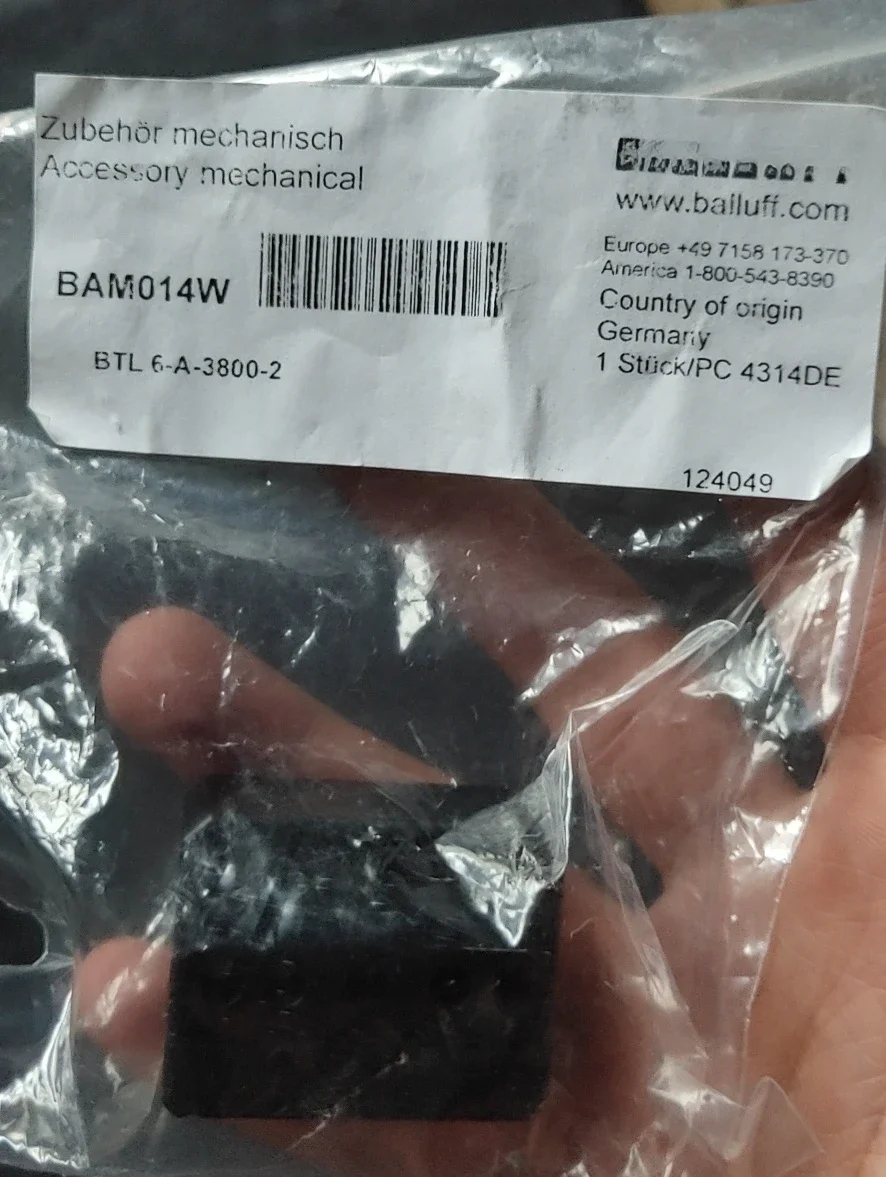 Zubehör mechanisch
Accessory mechanical
BAM014W
BTL 6-A-3800-2
www.balluff.com
Europe +49 7158 173-370
America 1-800-543-8390
Country of origin
Germany
1 Stück/PC 4314DE
124049